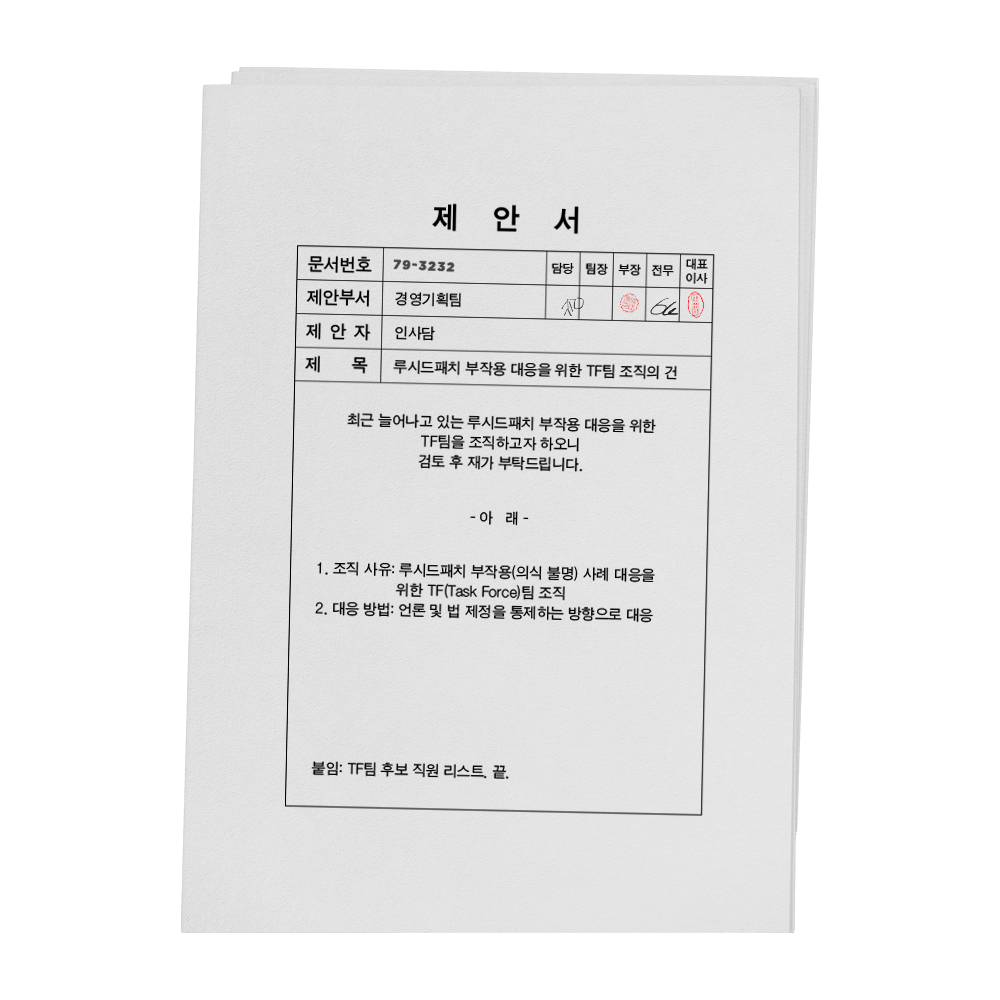 제 안 서
문서번호 79-3232 담당 팀장 부장 전무 대표 이사
제안부서 경영기획팀
제 안 자 인사담
제 목 루시드패치 부작용 대응을 위한 TF팀 조직의 건
최근 늘어나고 있는 루시드패치 부작용 대응을 위한
TF팀을 조직하고자 하오니
검토 후 재가 부탁드립니다.
- 아 래 -
1. 조직 사유: 루시드패치 부작용(의식 불명) 사례 대응을
위한 TF(Task Force)팀 조직
2. 대응 방법: 언론 및 법 제정을 통제하는 방향으로 대응
붙임: TF팀 후보 직원 리스트. 끝.